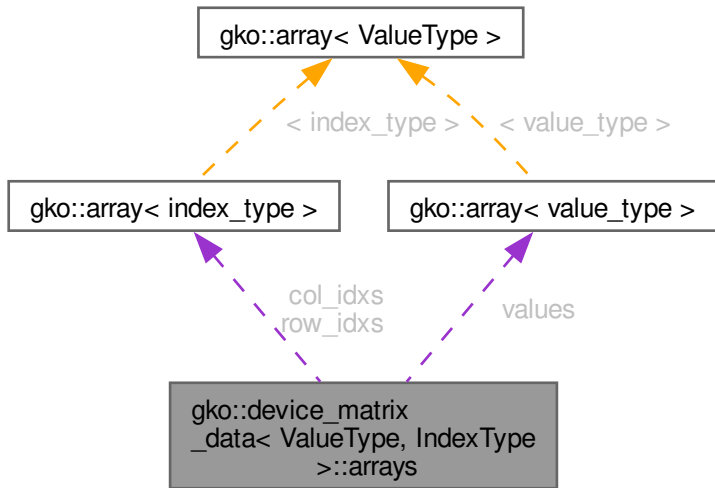 gko::array< ValueType >
< index_type >
< value_type >
gko::array< index_type >
gko::array< value_type >
col_idxs
row_idxs
values
gko::device_matrix
_data< ValueType, IndexType
>::arrays